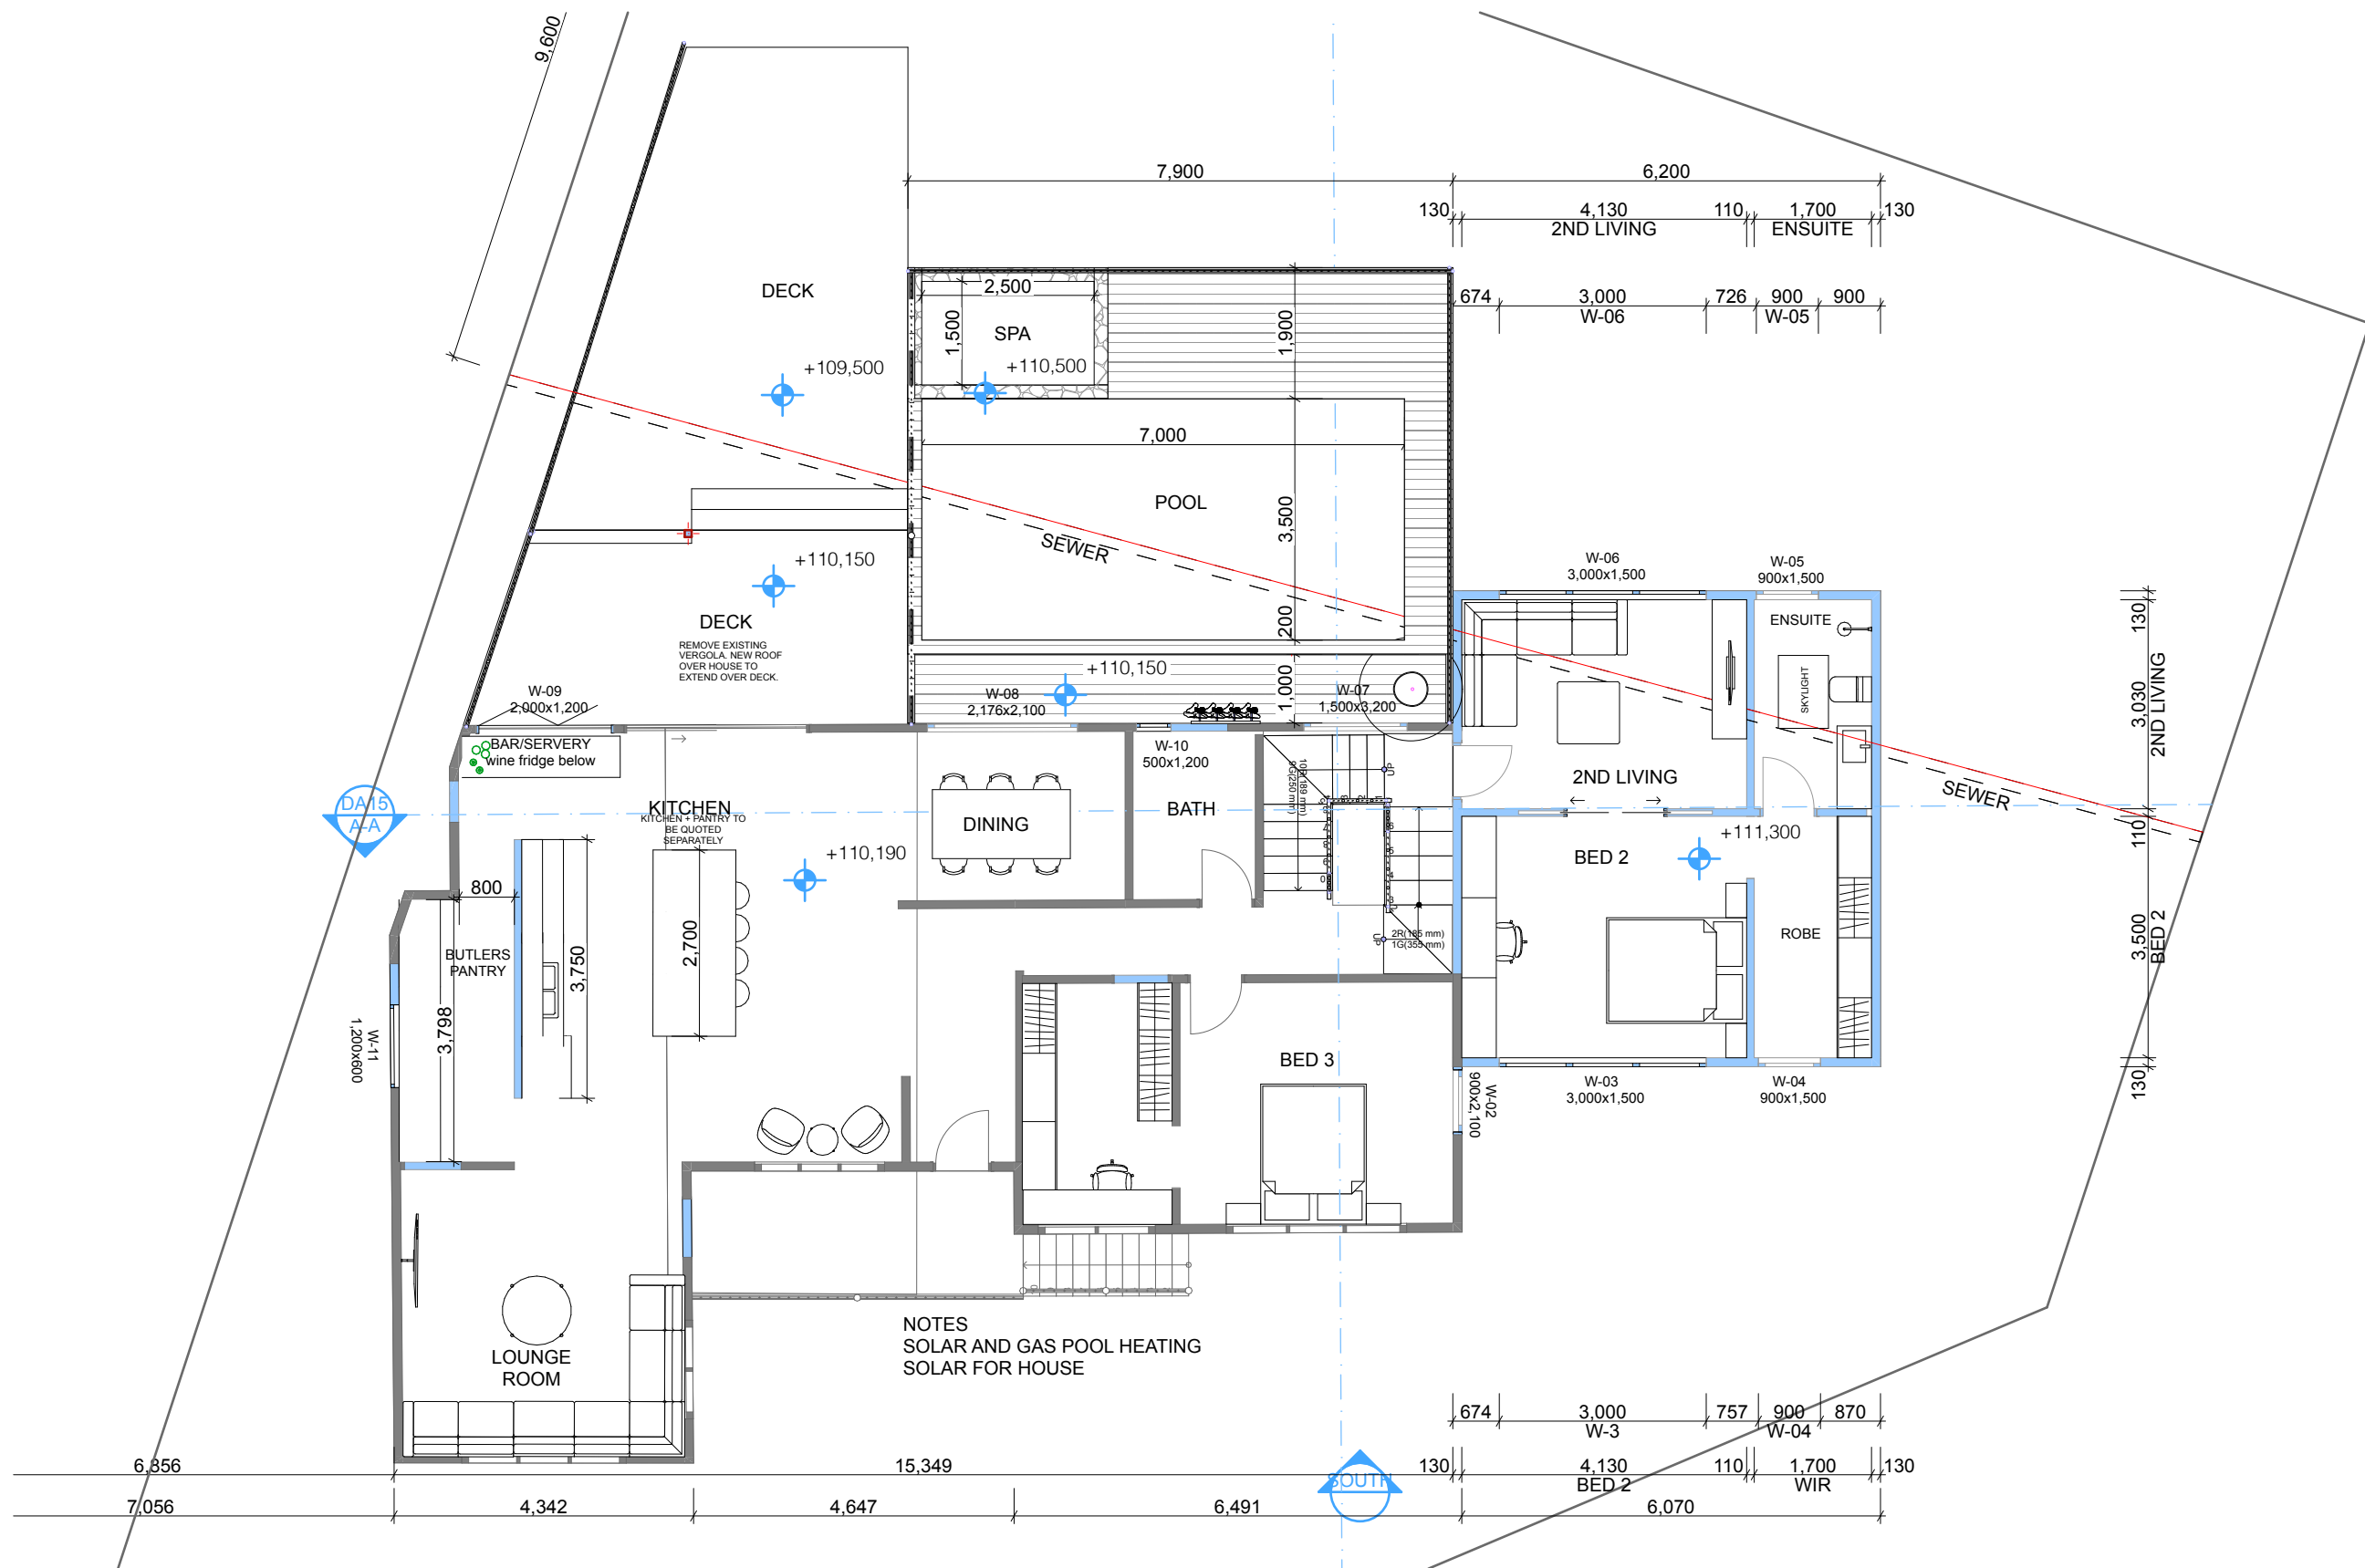 9,600
7,900
6,200
130
4,130
110
1,700
130
2ND LIVING
ENSUITE
674
3,000
726
900
900
W-06
W-05
DECK
+109,500
2,500
1,500
SPA
+110,500
1,900
7,000
POOL
3,500
SEWER
200
+110,150
DECK
REMOVE EXISTING
VERGOLA. NEW ROOF
OVER HOUSE TO
EXTEND OVER DECK.
+110,150
1,000
W-09
2,000x1,200
W-08
2,176x2,100
W-07
1,500x3,200
W-06
3,000x1,500
W-05
900x1,500
ENSUITE
SKYLIGHT
130
3,030
2ND LIVING
110
3,500
BED 2
130
BAR/SERVERY
wine fridge below
W-10
500x1,200
2ND LIVING
SEWER
DA15
A-A
KITCHEN
KITCHEN + PANTRY TO
BE QUOTED
SEPARATELY
DINING
BATH
UP
+110,190
+111,300
BED 2
800
2,700
3,750
BUTLERS
PANTRY
3,798
W-11
1,200x600
UP
2R(185 mm)
1G(355 mm)
ROBE
BED 3
W-02
900x2,100
W-03
3,000x1,500
W-04
900x1,500
LOUNGE
ROOM
NOTES
SOLAR AND GAS POOL HEATING
SOLAR FOR HOUSE
674
3,000
757
900
870
W-3
W-04
6,356
15,349
130
4,130
110
1,700
130
BED 2
WIR
SOUTH
7,056
4,342
4,647
6,491
6,070